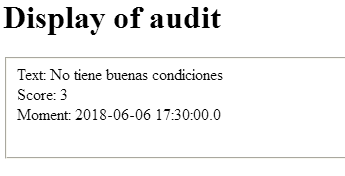 Display of audit
Text: No tiene buenas condiciones
Score: 3
Moment: 2018-06-06 17:30:00.0